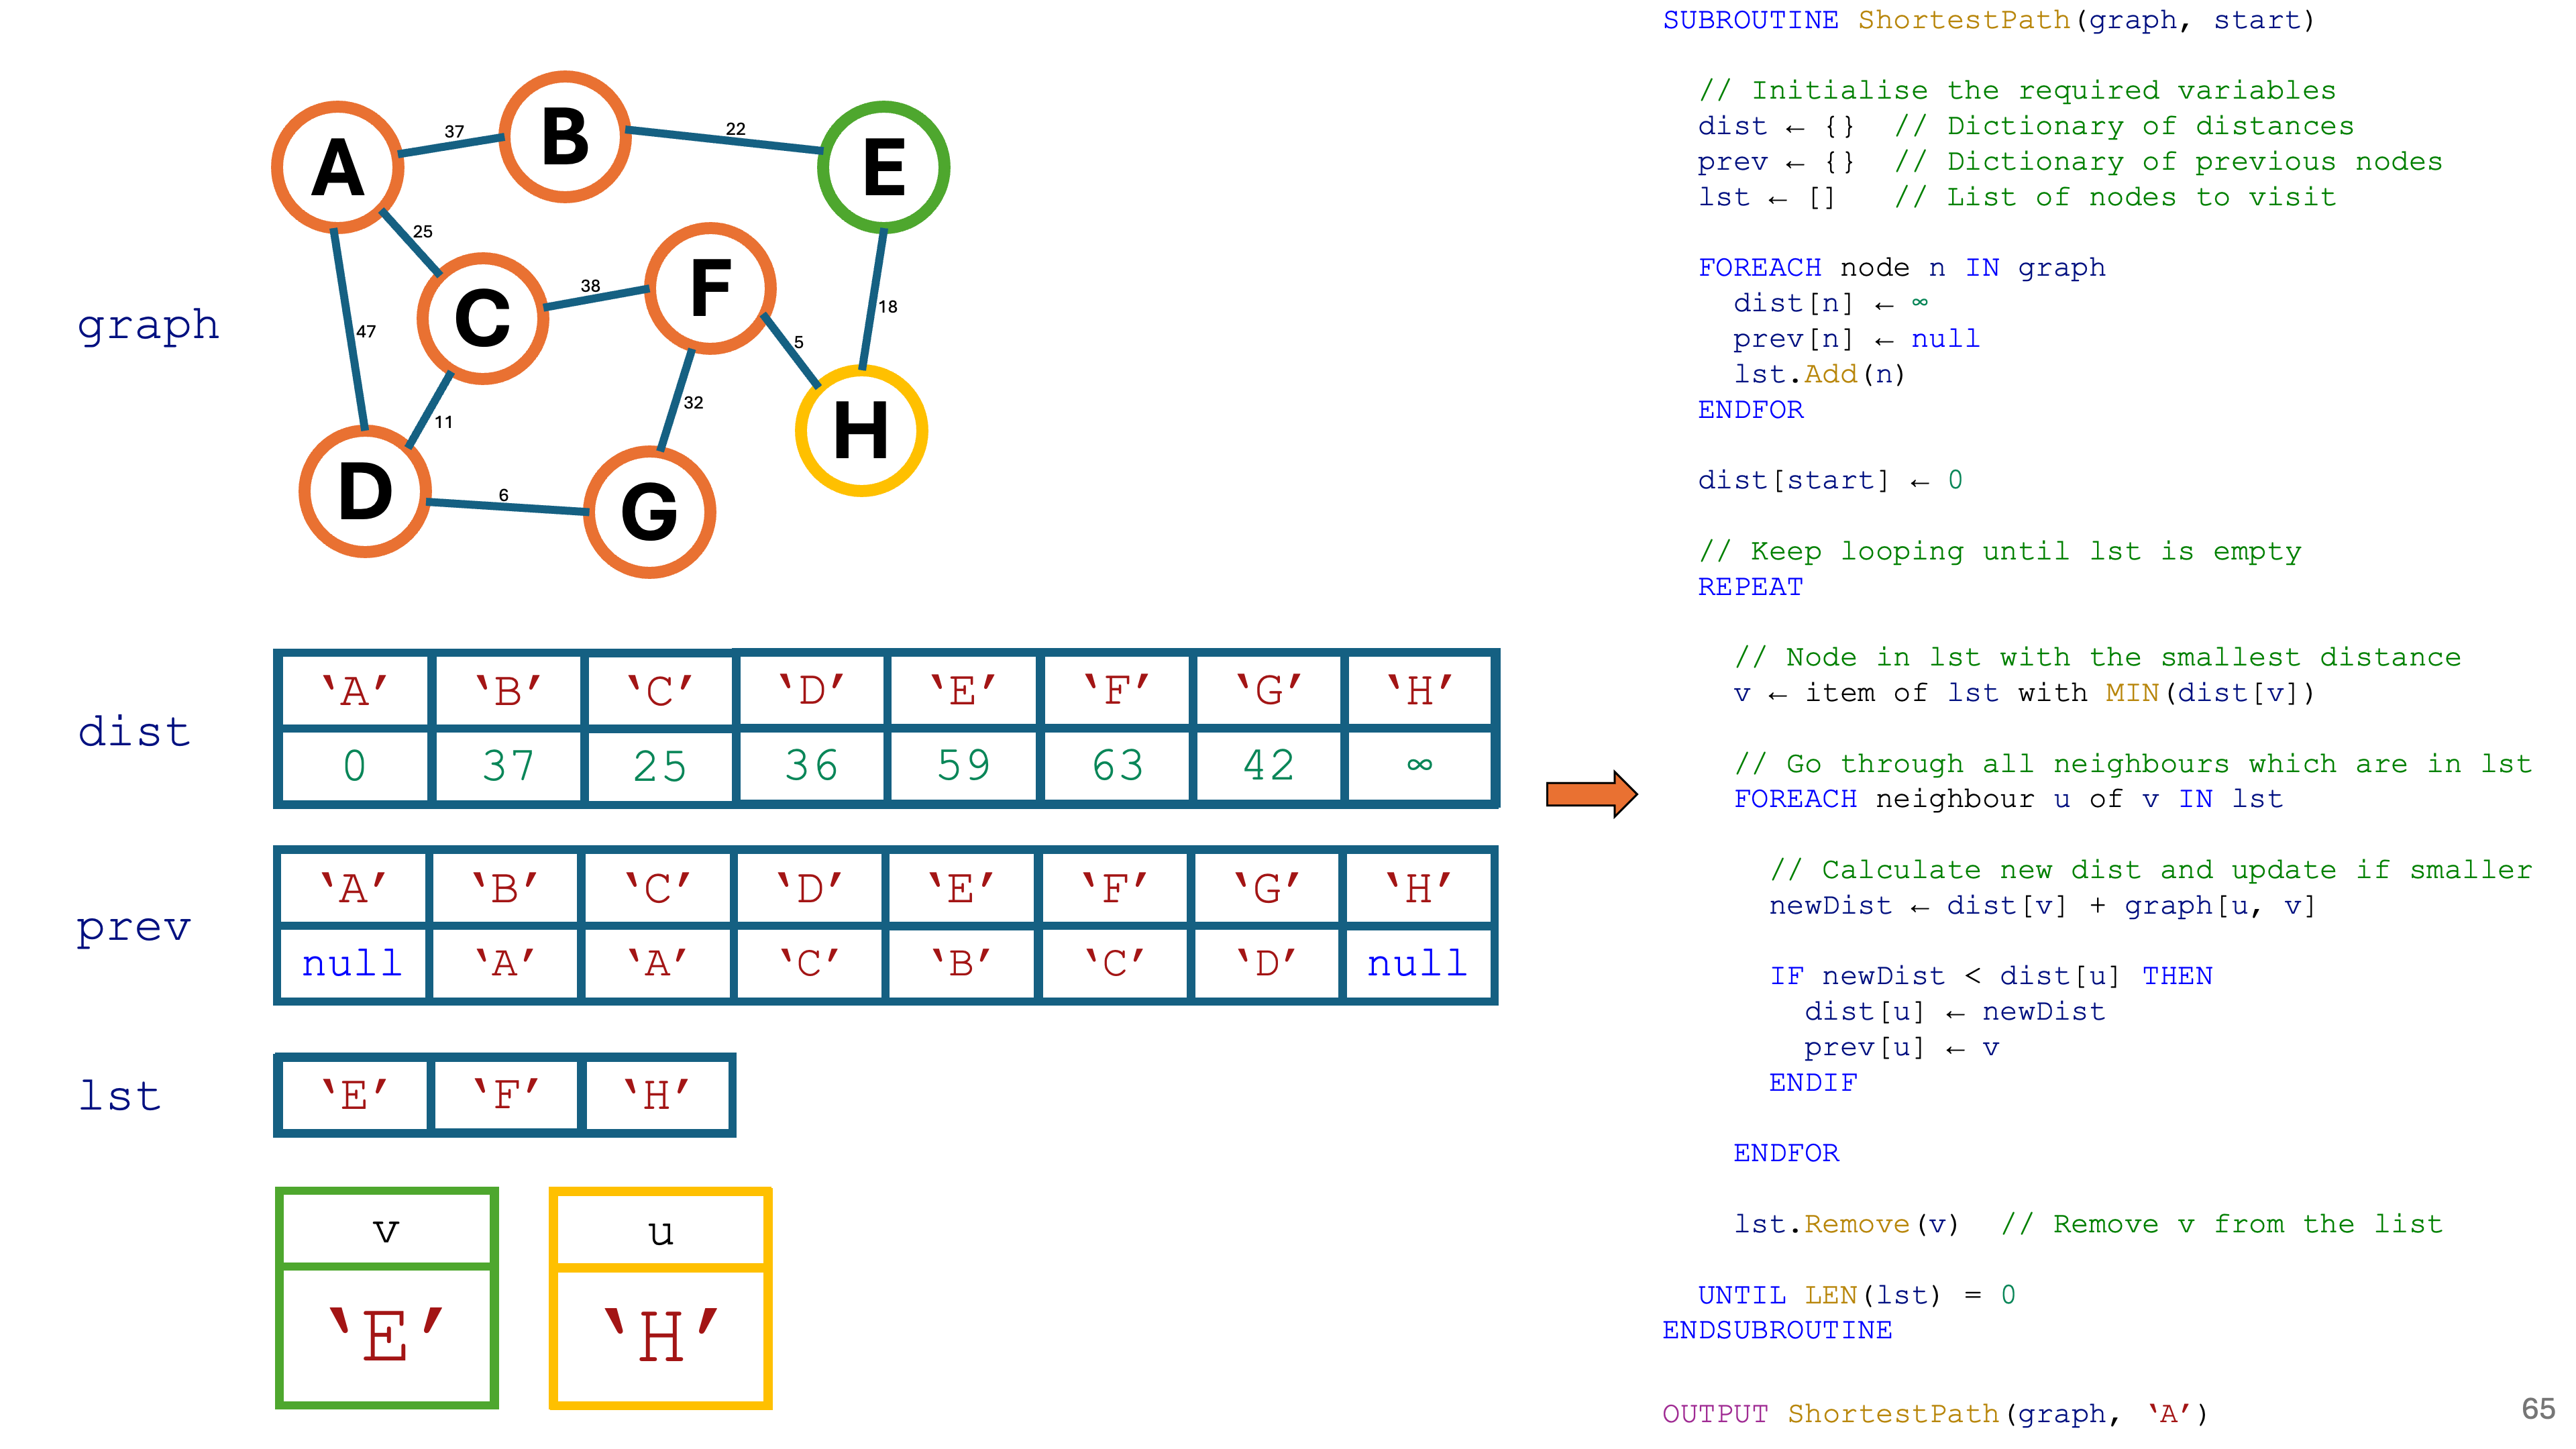 graph
A
B
E
C
F
H
D
G
37
22
25
38
18
5
47
11
32
6
dist
‘A’ ‘B’ ‘C’ ‘D’ ‘E’ ‘F’ ‘G’ ‘H’
0 37 25 36 59 63 42 ∞
prev
‘A’ ‘B’ ‘C’ ‘D’ ‘E’ ‘F’ ‘G’ ‘H’
null ‘A’ ‘A’ ‘C’ ‘B’ ‘C’ ‘D’ null
lst
‘E’ ‘F’ ‘H’
v u
‘E’ ‘H’
SUBROUTINE ShortestPath(graph, start)
// Initialise the required variables
dist ← {} // Dictionary of distances
prev ← {} // Dictionary of previous nodes
lst ← [] // List of nodes to visit
FOREACH node n IN graph
dist[n] ← ∞
prev[n] ← null
lst.Add(n)
ENDFOR
dist[start] ← 0
// Keep looping until lst is empty
REPEAT
// Node in lst with the smallest distance
v ← item of lst with MIN(dist[v])
// Go through all neighbours which are in lst
FOREACH neighbour u of v IN lst
// Calculate new dist and update if smaller
newDist ← dist[v] + graph[u, v]
IF newDist < dist[u] THEN
dist[u] ← newDist
prev[u] ← v
ENDIF
ENDFOR
lst.Remove(v) // Remove v from the list
UNTIL LEN(lst) = 0
ENDSUBROUTINE
OUTPUT ShortestPath(graph, ‘A’)
65